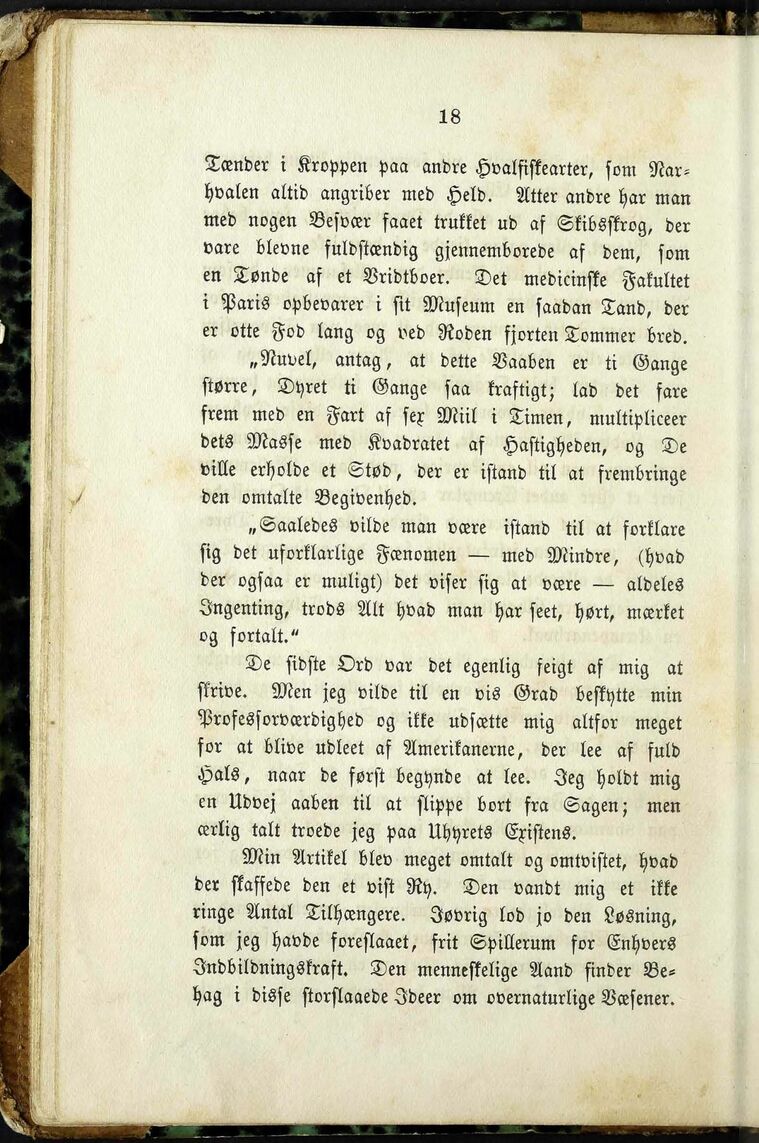 18
Tænder i Kroppen paa andre Hvalfiskearter, som Nar-
hvalen altid angriber med Held. Atter andre har man
med nogen Besvær faaet trukket ud af Skibsskrog, der
vare blevne fuldstændig gjennemborede af dem, som
en Tønde af et Vridtboer. Det medicinske Fakultet
i Paris opbevarer i sit Museum en saadan Tand, der
er otte Fod lang og ved Roden fjorten Tommer bred.
„Nuvel, antag, at dette Vaaben er ti Gange
større, Dyret ti Gange saa kraftigt; lad det fare
frem med en Fart af sex Miil i Timen, multipliceer
dets Masse med Kvadratet af Hastigheden, og De
ville erholde et Stød, der er istand til at frembringe
den omtalte Begivenhed.
„Saaledes vilde man være istand til at forklare
sig det uforklarlige Fænomen — med Mindre, (hvad
der ogsaa er muligt) det viser sig at være — aldeles
Ingenting, trods Alt hvad man har seet, hørt, mærket
og fortalt.“
De sidste Ord var det egenlig feigt af mig at
skrive. Men jeg vilde til en vis Grad beskytte min
Professorværdighed og ikke udsætte mig altfor meget
for at blive udleet af Amerikanerne, der lee af fuld
Hals, naar de først begynde at lee. Jeg holdt mig
en Udvej aaben til at slippe bort fra Sagen; men
ærlig talt troede jeg paa Uhyrets Existens.
Min Artikel blev meget omtalt og omtvistet, hvad
der skaffede den et vist Ry. Den vandt mig et ikke
ringe Antal Tilhængere. Iøvrig lod jo den Løsning,
som jeg havde foreslaaet, frit Spillerum for Enhvers
Indbildningskraft. Den menneskelige Aand finder Be-
hag i disse storslaaede Ideer om overnaturlige Væsener.